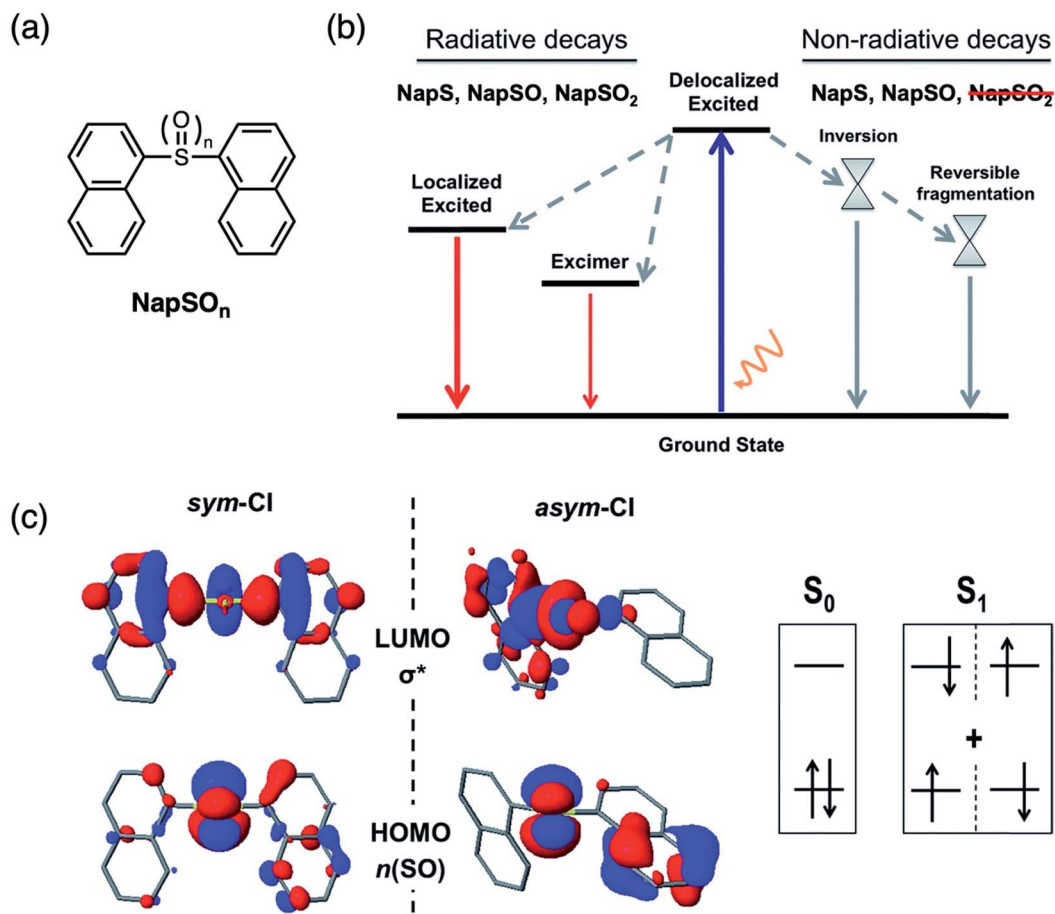 (a)
(O)n
S
NapSOn
(b)
Radiative decays
NapS, NapSO, NapSO2
Delocalized
Excited
Non-radiative decays
NapS, NapSO, NapSO2
Inversion
Reversible
fragmentation
Localized
Excited
Excimer
Ground State
(c)
sym-CI
asym-CI
LUMO
σ*
HOMO
n(SO)
S0
S1
+